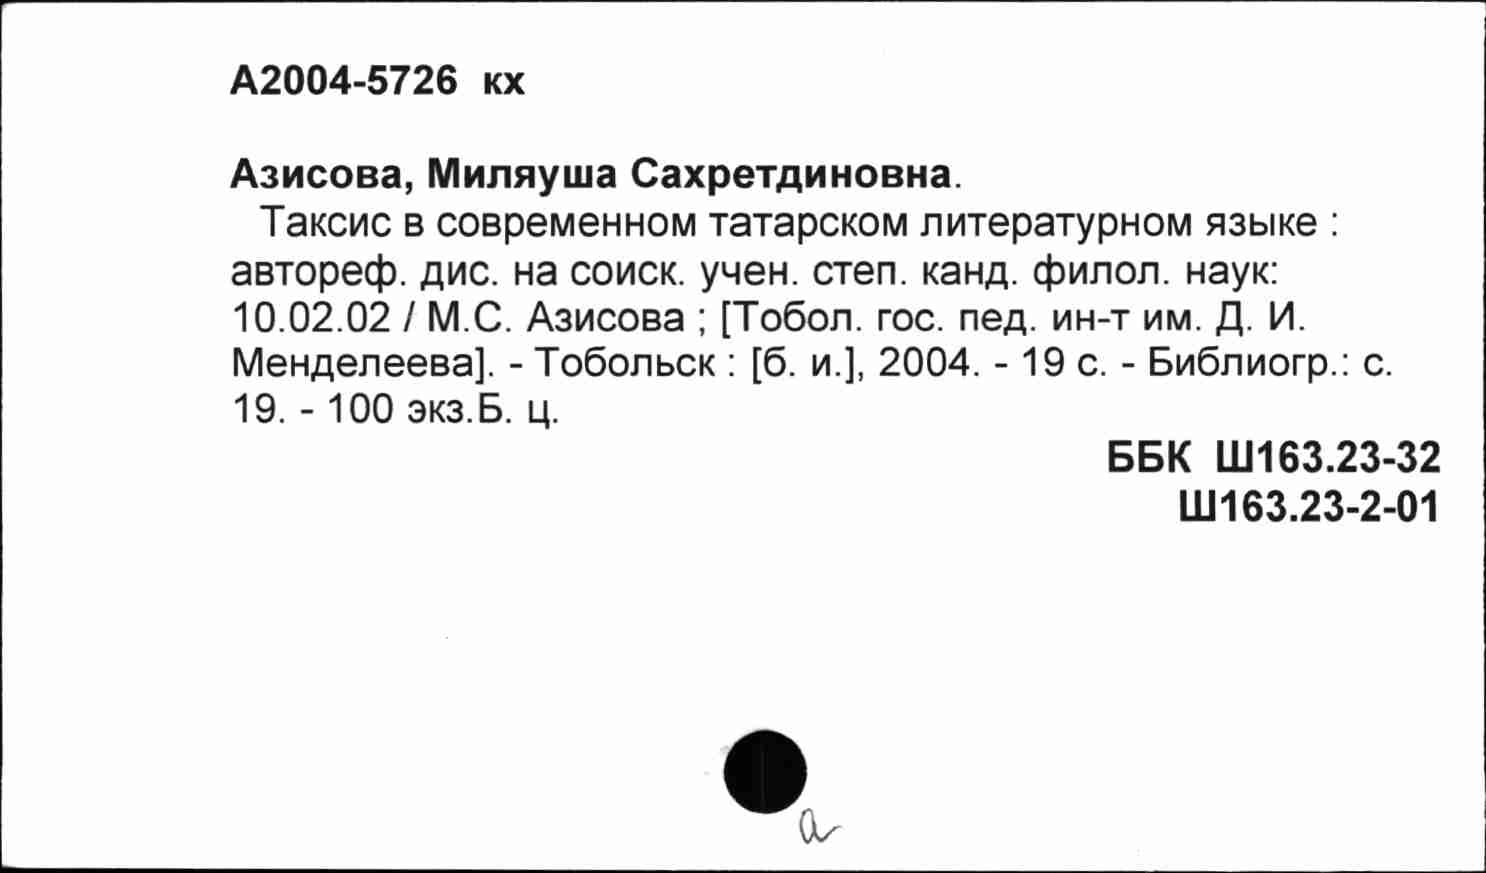 А2004-5726 кх
Азисова, Миляуша Сахретдиновна.
Таксис в современном татарском литературном языке :
автореф. дис. на соиск. учен. степ. канд. филол. наук:
10.02.02 / М.С. Азисова ; [Тобол. гос. пед. ин-т им. Д. И.
Менделеева]. - Тобольск : [б. и.], 2004. - 19 с. - Библиогр.: с.
19. - 100 экз.Б. ц.
ББК Ш163.23-32
Ш163.23-2-01
а